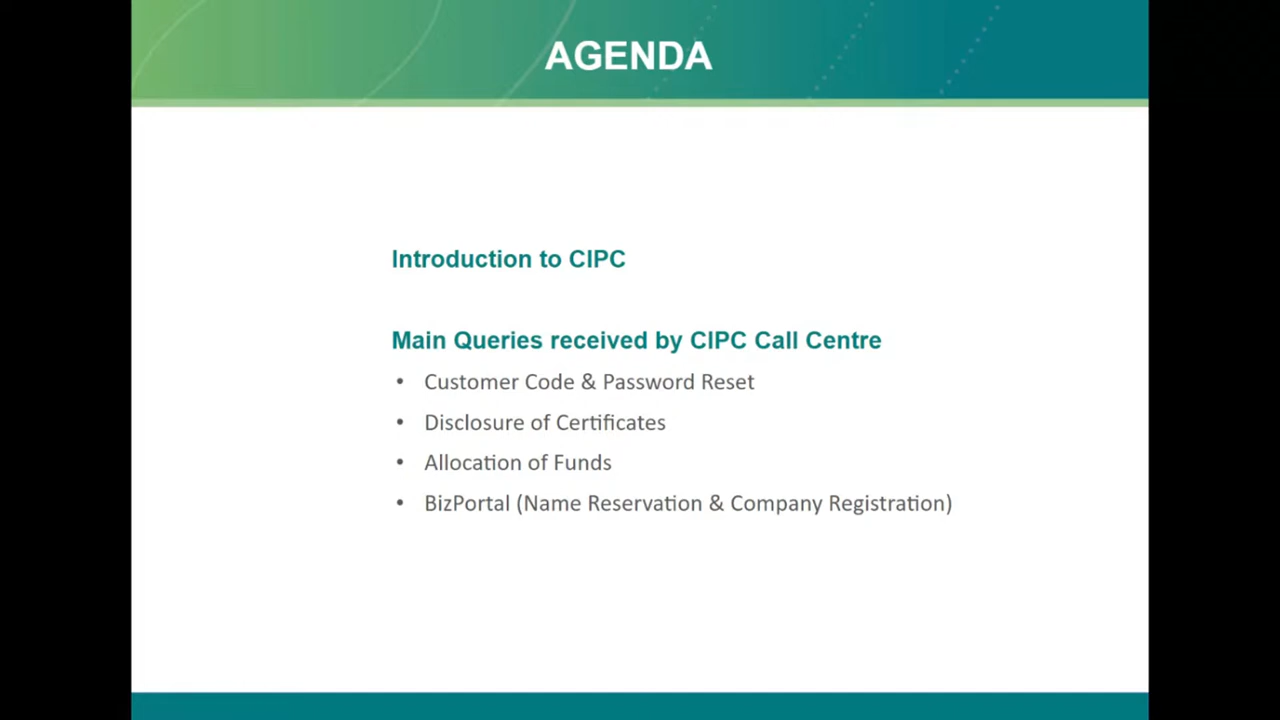 AGENDA
Introduction to CIPC
Main Queries received by CIPC Call Centre
• Customer Code & Password Reset
• Disclosure of Certificates
• Allocation of Funds
• BizPortal (Name Reservation & Company Registration)